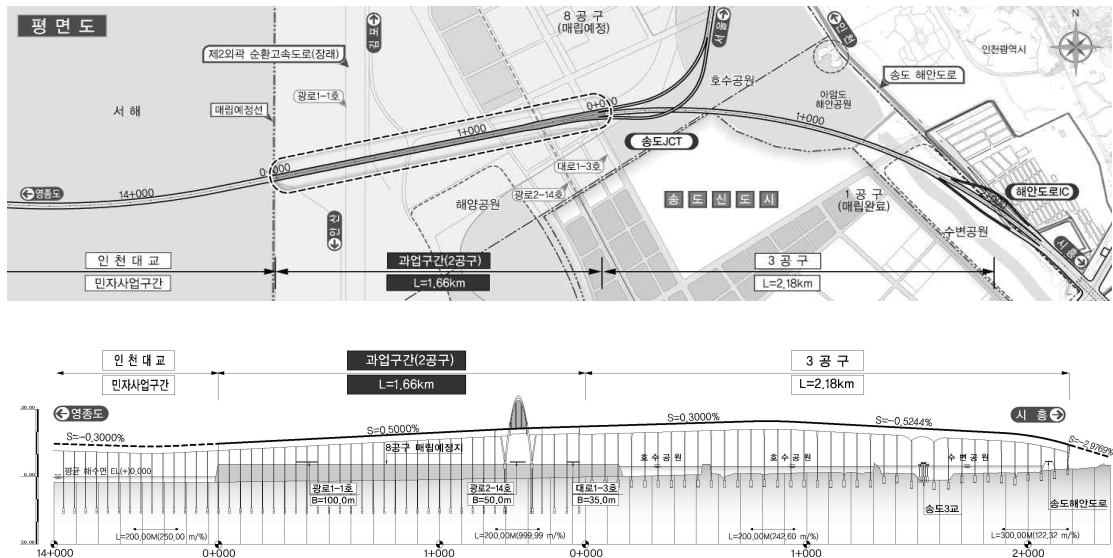 평 면 도
N
8 공 구
(매립예정)
김포
서울
인천
인천광역시
제2외곽 순환고속도로(장래)
송도 해안도로
호수공원
서 해
매립예정선
광로1-1호
아암도
해안공원
0+010
1+000
1+000
송도JCT
0+000
대로1-3호
영종도
14+000
광로2-14호
해양공원
송 도 신 도 시
1 공 구
(매립완료)
해안도로IC
안산
수변공원
시흥
인 천 대 교
과업구간(2공구)
3 공 구
민자사업구간
L=1.66km
L=2.18km
인 천 대 교
과업구간(2공구)
3 공 구
민자사업구간
L=1.66km
L=2.18km
영종도
시 흥
S=-0.3000%
S=0.5000%
S=0.3000%
S=-0.5244%
S=-2.9769%
8공구 매립예정지
호 수 공 원
호 수 공 원
수 변 공 원
평균 해수면 EL(+)0.000
광로1-1호
B=100.0m
광로2-14호
B=50.0m
대로1-3호
B=35.0m
송도3교
송도해안도로
L=200.00M(250.00 m/%)
L=200.00M(999.99 m/%)
L=200.00M(242.60 m/%)
L=300.00M(122.32 m/%)
14+000
0+000
1+000
0+000
1+000
2+000